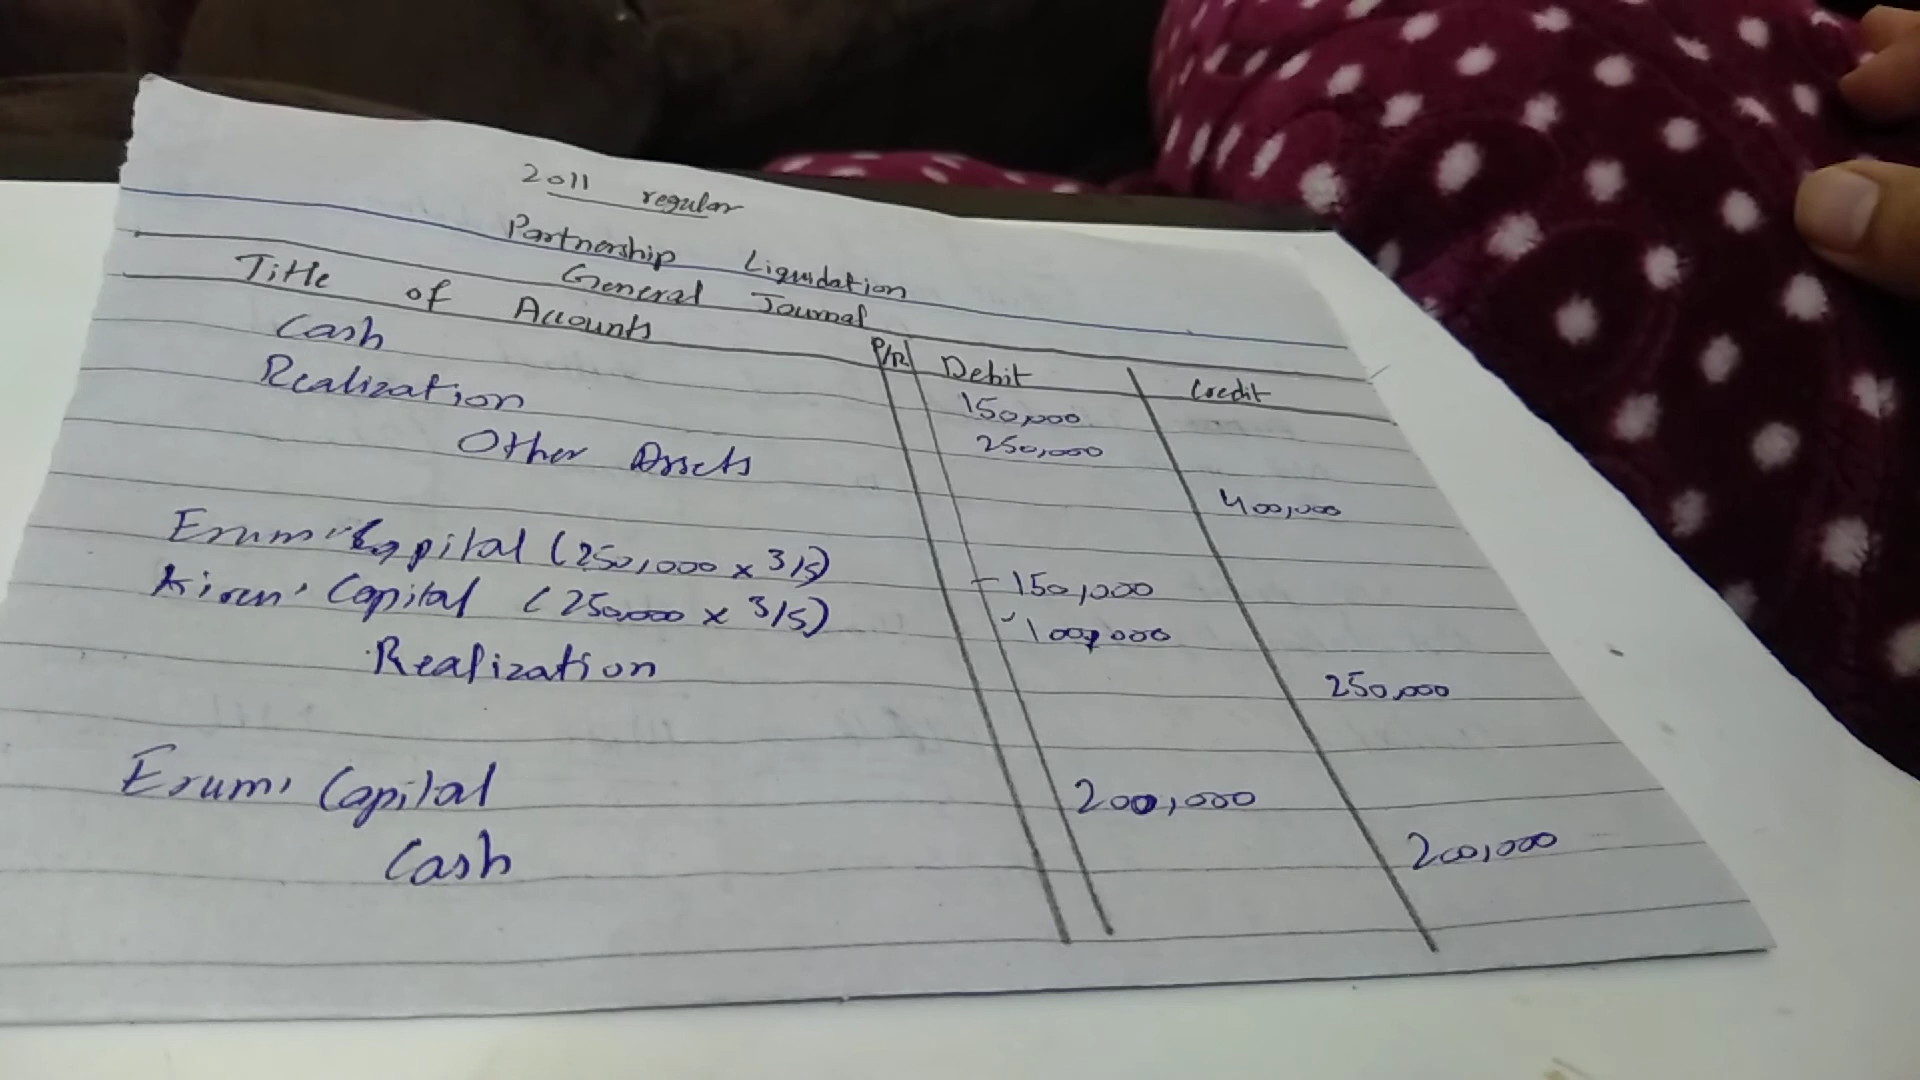 2011 regular
Partnership Liquidation
General Journal
Title of Accounts P/R Debit Credit
Cash 150,000
Realization 250,000
Other Assets 400,000
Erum, Capital (250,000 x 3/5) 150,000
Kiran, Capital (250,000 x 3/5) 100,000
Realization 250,000
Erum, Capital 200,000
Cash 200,000